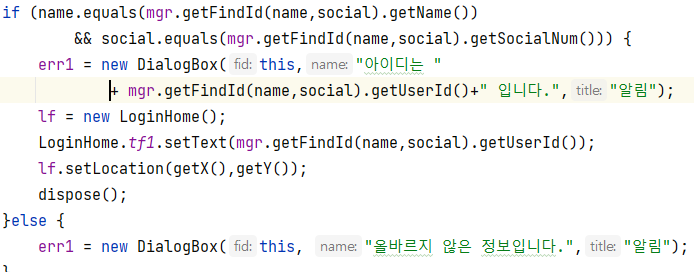 if (name.equals(mgr.getFindId(name,social).getName())
&& social.equals(mgr.getFindId(name,social).getSocialNum())) {
err1 = new DialogBox( fid: this, name: "아이디는 "
+ mgr.getFindId(name,social).getUserId()+" 입니다.", title: "알림");
lf = new LoginHome();
LoginHome.tf1.setText(mgr.getFindId(name,social).getUserId());
lf.setLocation(getX(),getY());
dispose();
}else {
err1 = new DialogBox( fid: this, name: "올바르지 않은 정보입니다.", title: "알림");
}